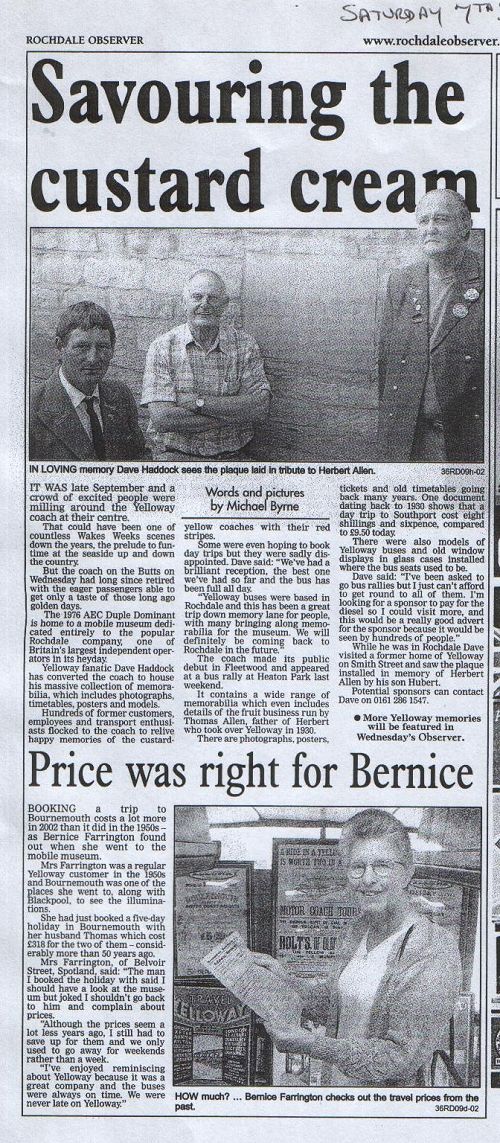 SATURDAY 7TH
ROCHDALE OBSERVER
www.rochdaleobserver.
Savouring the
custard cream
IN LOVING memory Dave Haddock sees the plaque laid in tribute to Herbert Allen.
36RD09h-02
IT WAS late September and a
crowd of excited people were
milling around the Yelloway
coach at their centre.
That could have been one of
countless Wakes Weeks scenes
down the years, the prelude to fun-
time at the seaside up and down
the country.
But the coach on the Butts on
Wednesday had long since retired
with the eager passengers able to
get only a taste of those long ago
golden days.
The 1976 AEC Duple Dominant
is home to a mobile museum dedi-
cated entirely to the popular
Rochdale company, one of
Britain's largest independent oper-
ators in its heyday.
Yelloway fanatic Dave Haddock
has converted the coach to house
his massive collection of memora-
bilia, which includes photographs,
timetables, posters and models.
Hundreds of former customers,
employees and transport enthusi-
asts flocked to the coach to relive
happy memories of the custard-
Words and pictures
by Michael Byrne
yellow coaches with their red
stripes.
Some were even hoping to book
day trips but they were sadly dis-
appointed. Dave said: "We've had a
brilliant reception, the best one
we've had so far and the bus has
been full all day.
"Yelloway buses were based in
Rochdale and this has been a great
trip down memory lane for people,
with many bringing along memo-
rabilia for the museum. We will
definitely be coming back to
Rochdale in the future."
The coach made its public
debut in Fleetwood and appeared
at a bus rally at Heaton Park last
weekend.
It contains a wide range of
memorabilia which even includes
details of the fruit business run by
Thomas Allen, father of Herbert
who took over Yelloway in 1930.
There are photographs, posters,
tickets and old timetables going
back many years. One document
dating back to 1930 shows that a
day trip to Southport cost eight
shillings and sixpence, compared
to £9.50 today.
There were also models of
Yelloway buses and old window
displays in glass cases installed
where the bus seats used to be.
Dave said: "I've been asked to
go bus rallies but I just can't afford
to get round to all of them. I'm
looking for a sponsor to pay for the
diesel so I could visit more, and
this would be a really good advert
for the sponsor because it would be
seen by hundreds of people."
While he was in Rochdale Dave
visited a former home of Yelloway
on Smith Street and saw the plaque
installed in memory of Herbert
Allen by his son Hubert.
Potential sponsors can contact
Dave on 0161 286 1547.
● More Yelloway memories
will be featured in
Wednesday's Observer.
Price was right for Bernice
BOOKING a trip to
Bournemouth costs a lot more
in 2002 than it did in the 1950s –
as Bernice Farrington found
out when she went to the
mobile museum.
Mrs Farrington was a regular
Yelloway customer in the 1950s
and Bournemouth was one of the
places she went to, along with
Blackpool, to see the illumina-
tions.
She had just booked a five-day
holiday in Bournemouth with
her husband Thomas which cost
£318 for the two of them – consid-
erably more than 50 years ago.
Mrs Farrington, of Belvoir
Street, Spotland, said: "The man
I booked the holiday with said I
should have a look at the muse-
um but joked I shouldn't go back
to him and complain about
prices.
"Although the prices seem a
lot less years ago, I still had to
save up for them and we only
used to go away for weekends
rather than a week.
"I've enjoyed reminiscing
about Yelloway because it was a
great company and the buses
were always on time. We were
never late on Yelloway."
A RIDE IN A YELLO
IS WORTH TWO IN A
MOTOR COACH TOUR
HOLTS
TRAVEL
YELLOWAY
HOW much? ... Bernice Farrington checks out the travel prices from the
past.
36RD09d-02